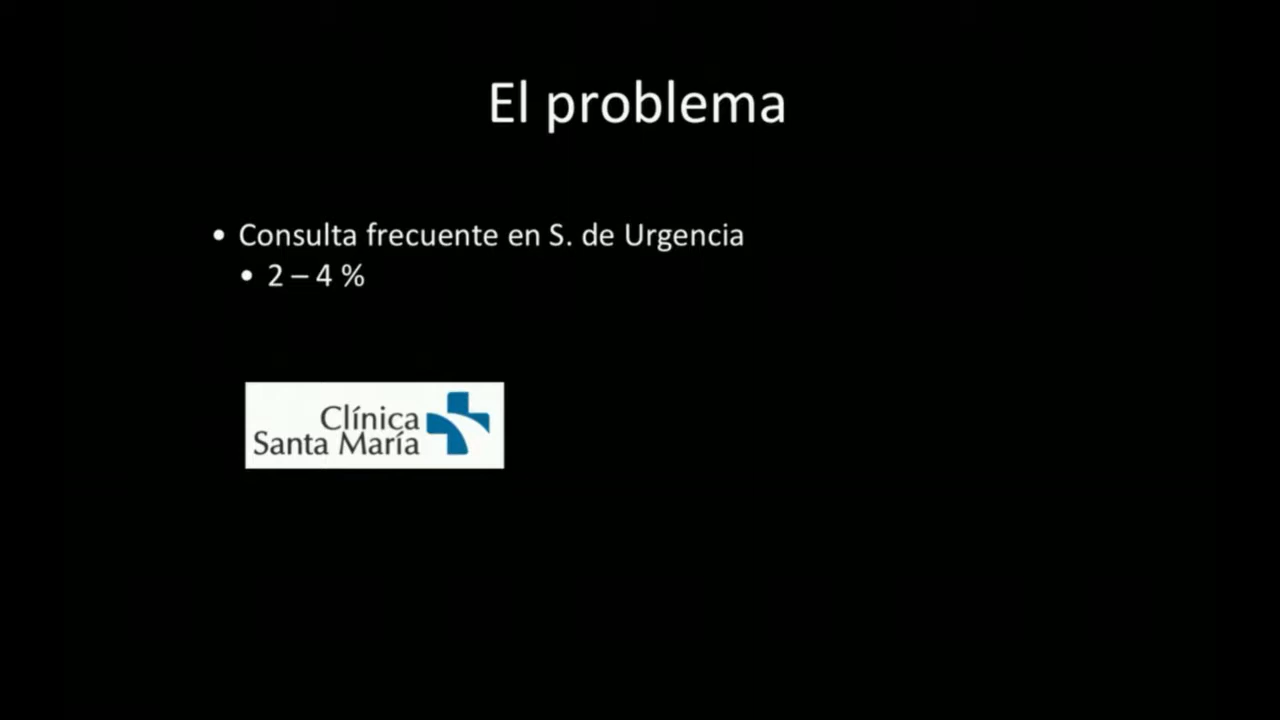 El problema
• Consulta frecuente en S. de Urgencia
• 2 – 4 %
Clínica
Santa María